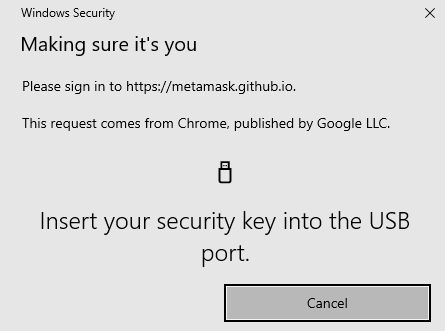 Windows Security
Making sure it's you
Please sign in to https://metamask.github.io.
This request comes from Chrome, published by Google LLC.
Insert your security key into the USB
port.
Cancel